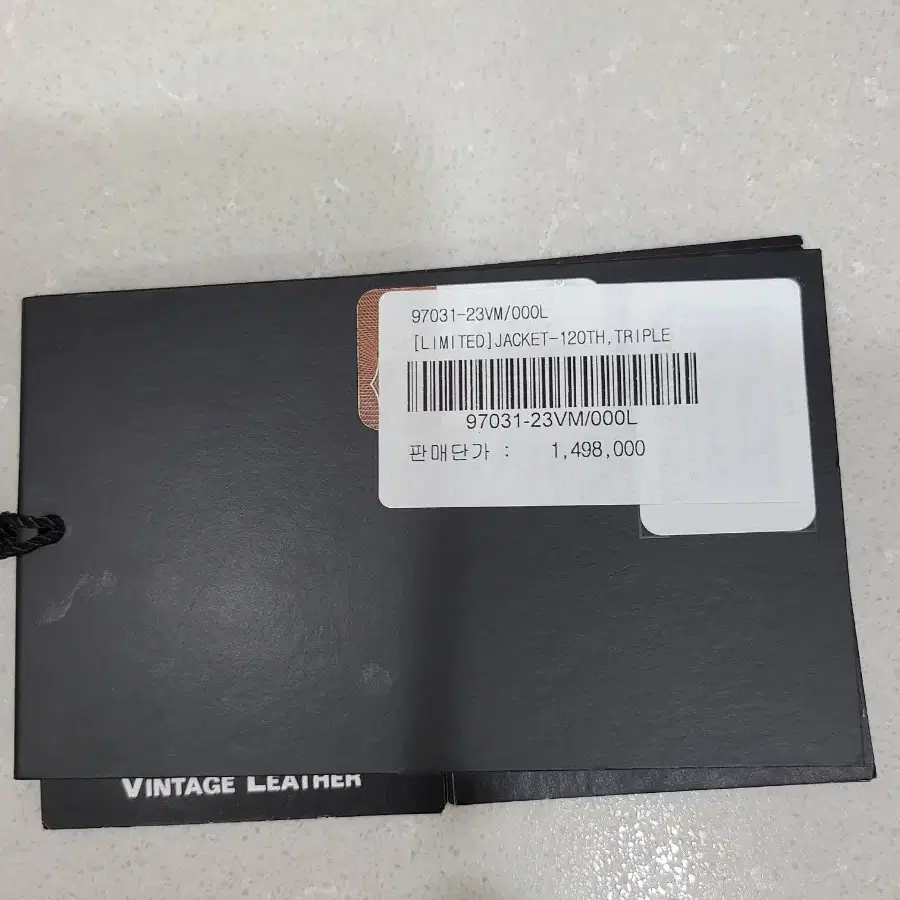 97031-23VM/000L
[LIMITED]JACKET-120TH,TRIPLE
97031-23VM/000L
판매단가 : 1,498,000
VINTAGE LEATHER